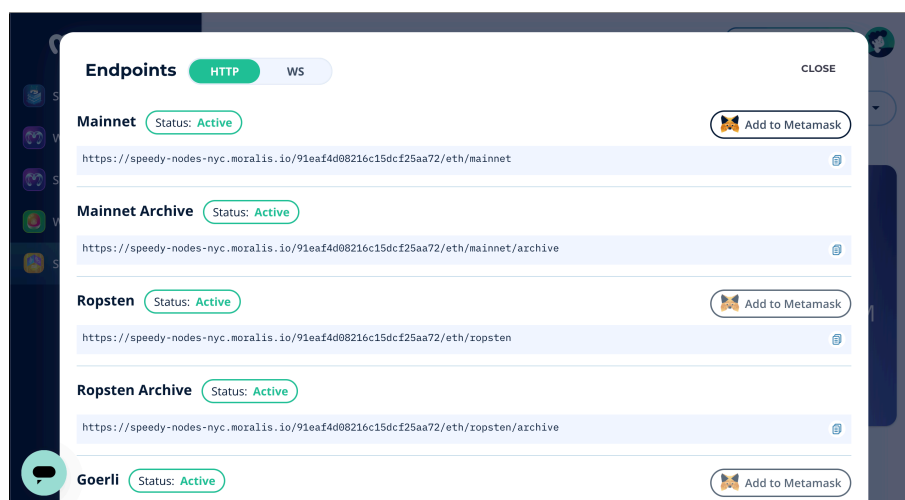 Endpoints HTTP WS CLOSE
Mainnet Status: Active Add to Metamask
https://speedy-nodes-nyc.moralis.io/91eaf4d08216c15dcf25aa72/eth/mainnet
Mainnet Archive Status: Active
https://speedy-nodes-nyc.moralis.io/91eaf4d08216c15dcf25aa72/eth/mainnet/archive
Ropsten Status: Active Add to Metamask
https://speedy-nodes-nyc.moralis.io/91eaf4d08216c15dcf25aa72/eth/ropsten
Ropsten Archive Status: Active
https://speedy-nodes-nyc.moralis.io/91eaf4d08216c15dcf25aa72/eth/ropsten/archive
Goerli Status: Active Add to Metamask